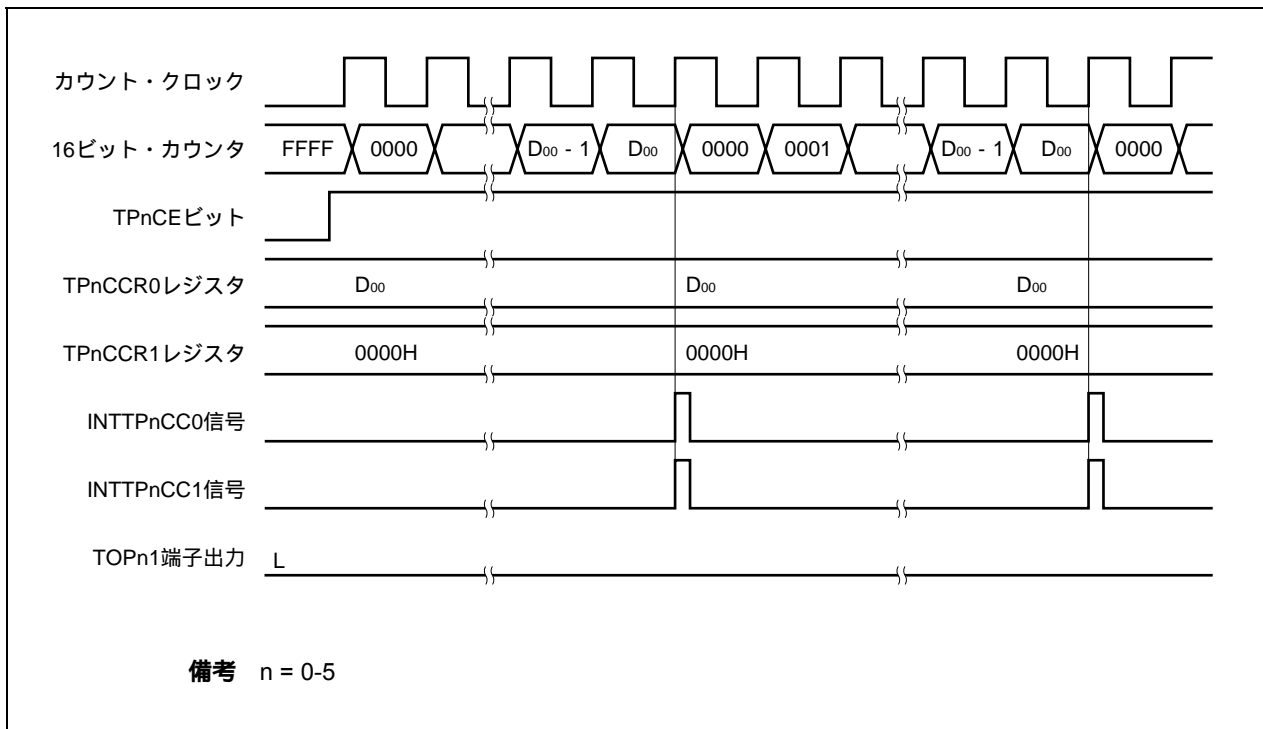 カウント・クロック
16ビット・カウンタ FFFF 0000 D00 - 1 D00 0000 0001 D00 - 1 D00 0000
TPnCEビット
TPnCCR0レジスタ D00 D00 D00
TPnCCR1レジスタ 0000H 0000H 0000H
INTTPnCC0信号
INTTPnCC1信号
TOPn1端子出力 L
備考 n = 0-5